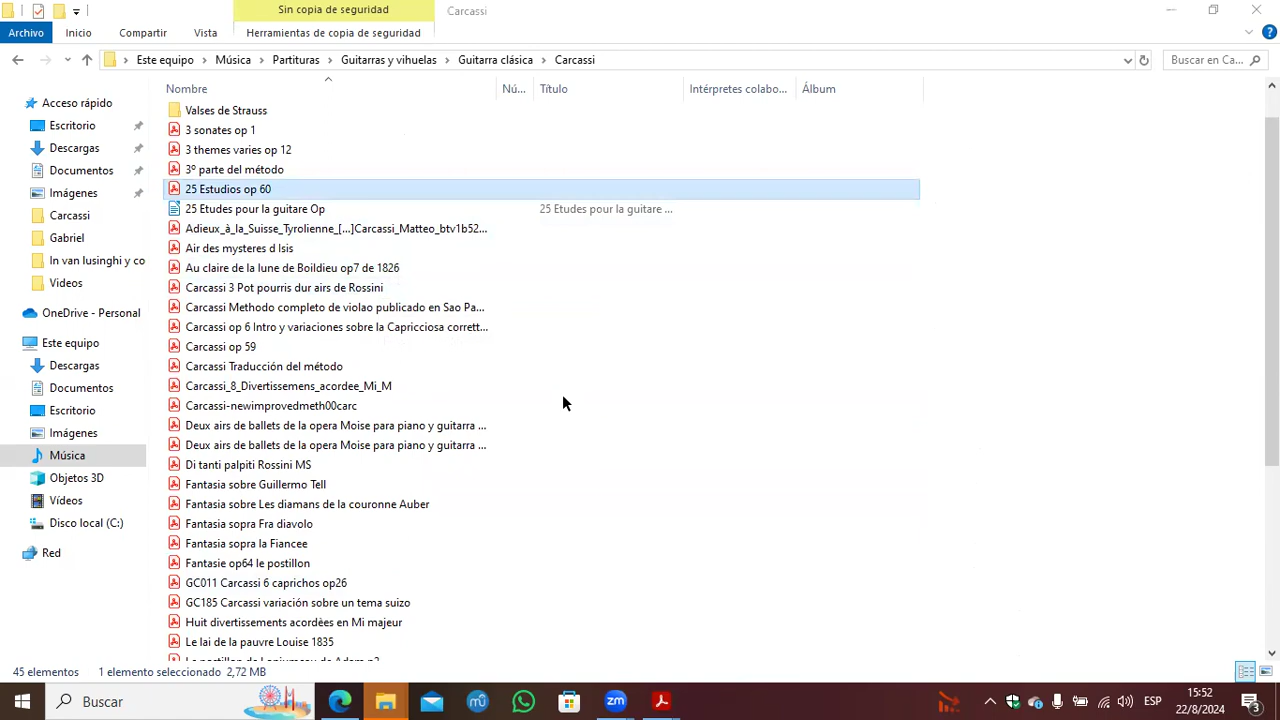 Sin copia de seguridad
Carcassi
Archivo
Inicio
Compartir
Vista
Herramientas de copia de seguridad
Este equipo
Música
Partituras
Guitarras y vihuelas
Guitarra clásica
Carcassi
Buscar en Ca...
Nombre
Nú...
Título
Intérpretes colabo...
Álbum
Acceso rápido
Escritorio
Descargas
Documentos
Imágenes
Carcassi
Gabriel
In van lusinghi y co
Videos
OneDrive - Personal
Este equipo
Descargas
Documentos
Escritorio
Imágenes
Música
Objetos 3D
Vídeos
Disco local (C:)
Red
Valses de Strauss
3 sonates op 1
3 themes varies op 12
3º parte del método
25 Estudios op 60
25 Etudes pour la guitare Op
25 Etudes pour la guitare ...
Adieux_à_la_Suisse_Tyrolienne_[...]Carcassi_Matteo_btv1b52...
Air des mysteres d Isis
Au claire de la lune de Boildieu op7 de 1826
Carcassi 3 Pot pourris dur airs de Rossini
Carcassi Methodo completo de violao publicado en Sao Pa...
Carcassi op 6 Intro y variaciones sobre la Capricciosa corrett...
Carcassi op 59
Carcassi Traducción del método
Carcassi_8_Divertissemens_acordee_Mi_M
Carcassi-newimprovedmeth00carc
Deux airs de ballets de la opera Moise para piano y guitarra ...
Deux airs de ballets de la opera Moise para piano y guitarra ...
Di tanti palpiti Rossini MS
Fantasia sobre Guillermo Tell
Fantasia sobre Les diamans de la couronne Auber
Fantasia sopra Fra diavolo
Fantasia sopra la Fiancee
Fantasie op64 le postillon
GC011 Carcassi 6 caprichos op26
GC185 Carcassi variación sobre un tema suizo
Huit divertissements acordèes en Mi majeur
Le lai de la pauvre Louise 1835
45 elementos
1 elemento seleccionado 2,72 MB
Buscar
ESP
15:52
22/8/2024
3